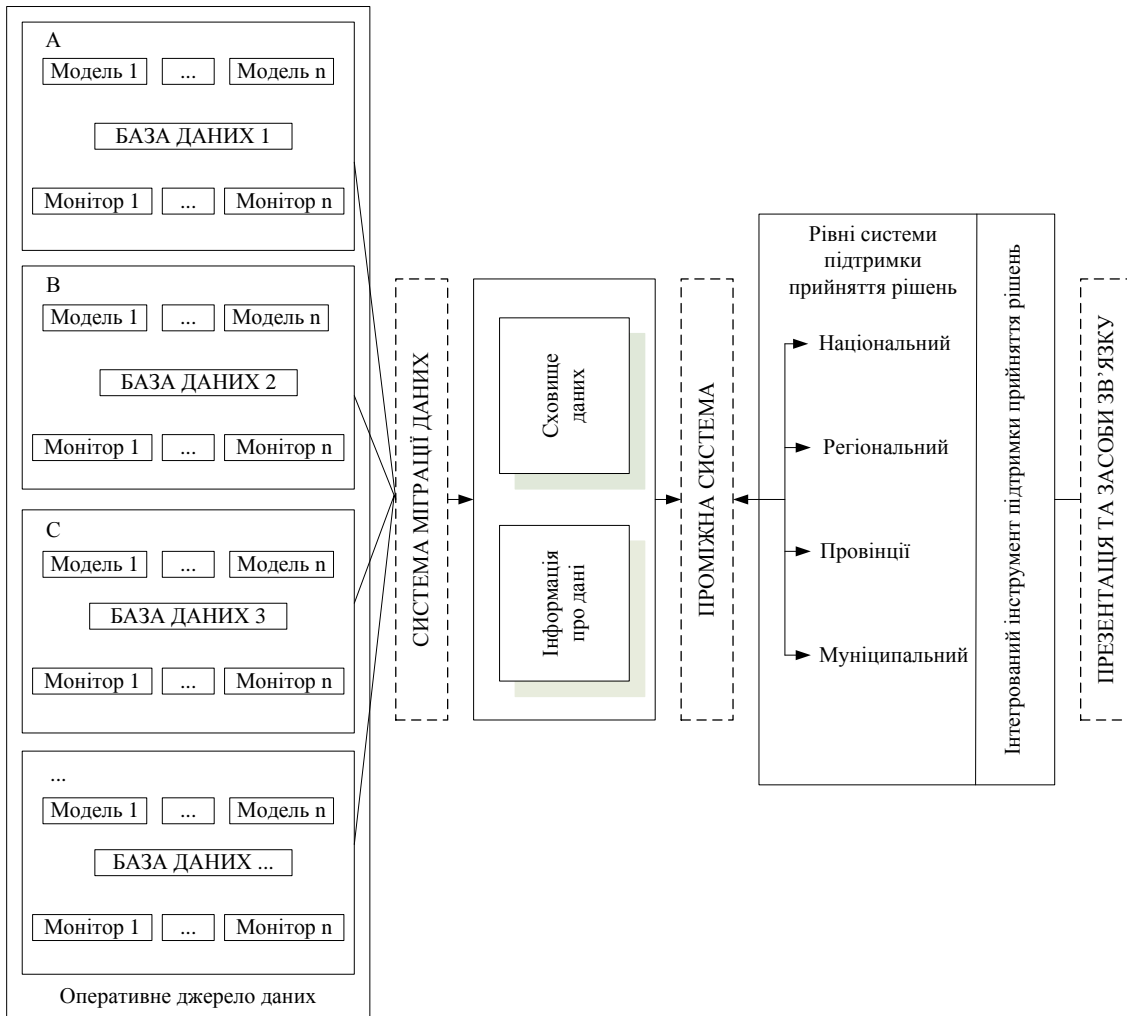 A
Модель 1
...
Модель n
БАЗА ДАНИХ 1
Монітор 1
...
Монітор n
B
Модель 1
...
Модель n
БАЗА ДАНИХ 2
Монітор 1
...
Монітор n
C
Модель 1
...
Модель n
БАЗА ДАНИХ 3
Монітор 1
...
Монітор n
...
Модель 1
...
Модель n
БАЗА ДАНИХ ...
Монітор 1
...
Монітор n
Оперативне джерело даних
СИСТЕМА МІГРАЦІЇ ДАНИХ
Сховище
даних
Інформація
про дані
ПРОМІЖНА СИСТЕМА
Рівні системи
підтримки
прийняття рішень
Національний
Регіональний
Провінції
Муніципальний
Інтегрований інструмент підтримки прийняття рішень
ПРЕЗЕНТАЦІЯ ТА ЗАСОБИ ЗВ’ЯЗКУ